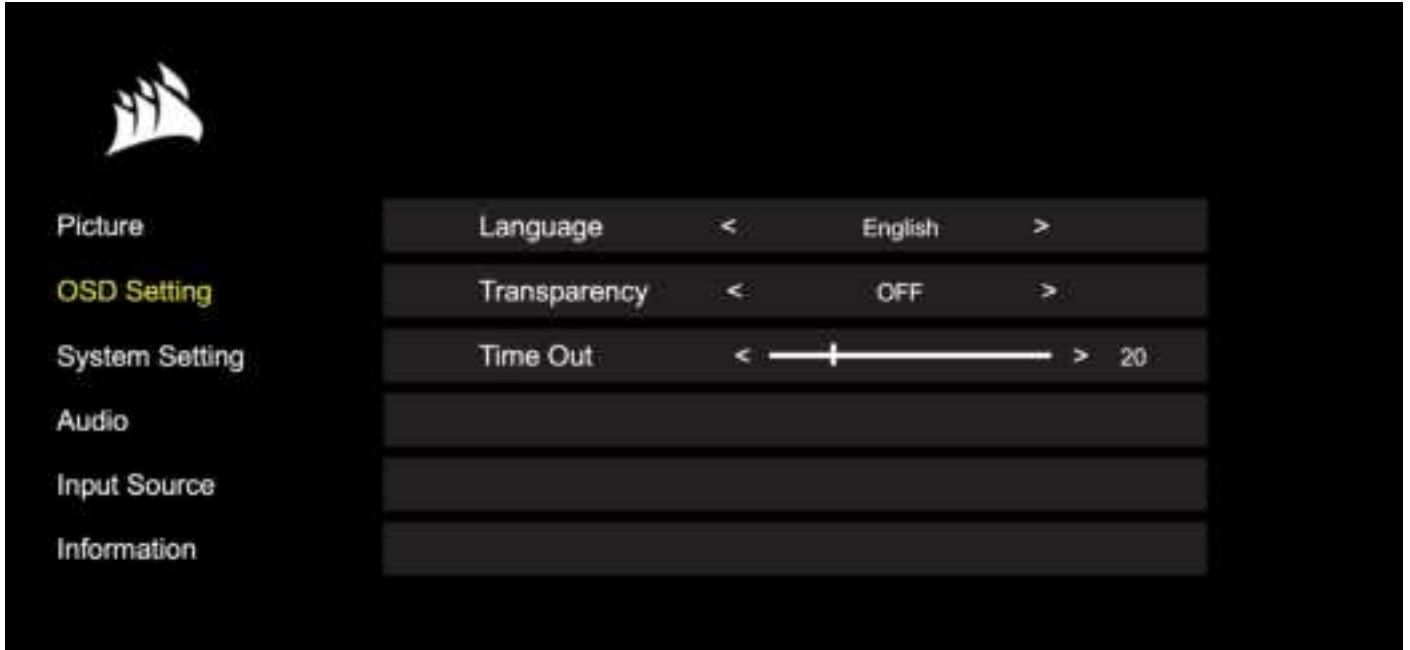 Picture
Language < English >
OSD Setting
Transparency < OFF >
System Setting
Time Out < > 20
Audio
Input Source
Information